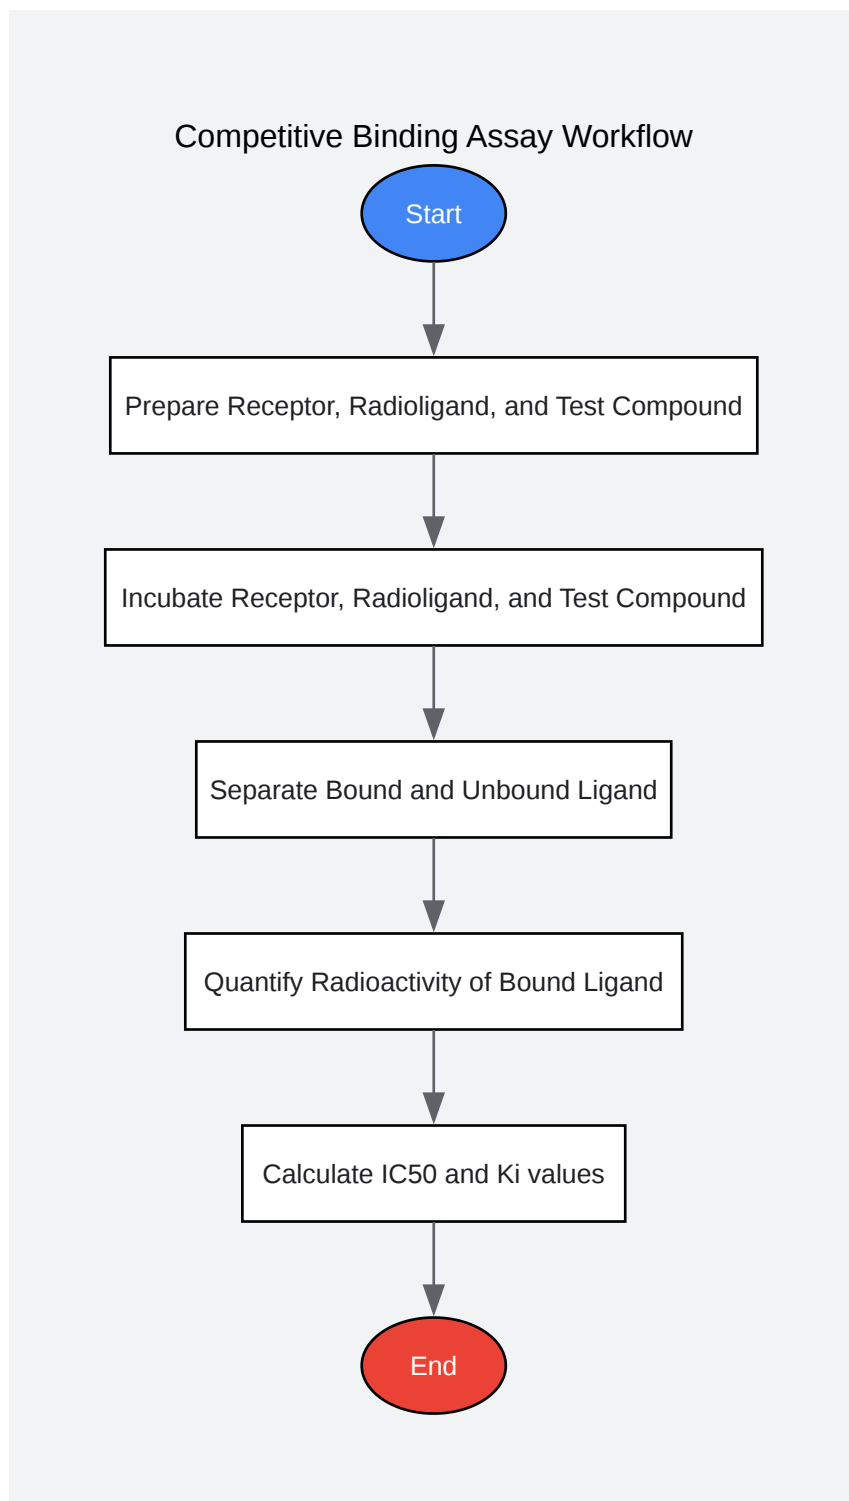 Competitive Binding Assay Workflow
Start
Prepare Receptor, Radioligand, and Test Compound
Incubate Receptor, Radioligand, and Test Compound
Separate Bound and Unbound Ligand
Quantify Radioactivity of Bound Ligand
Calculate IC50 and Ki values
End